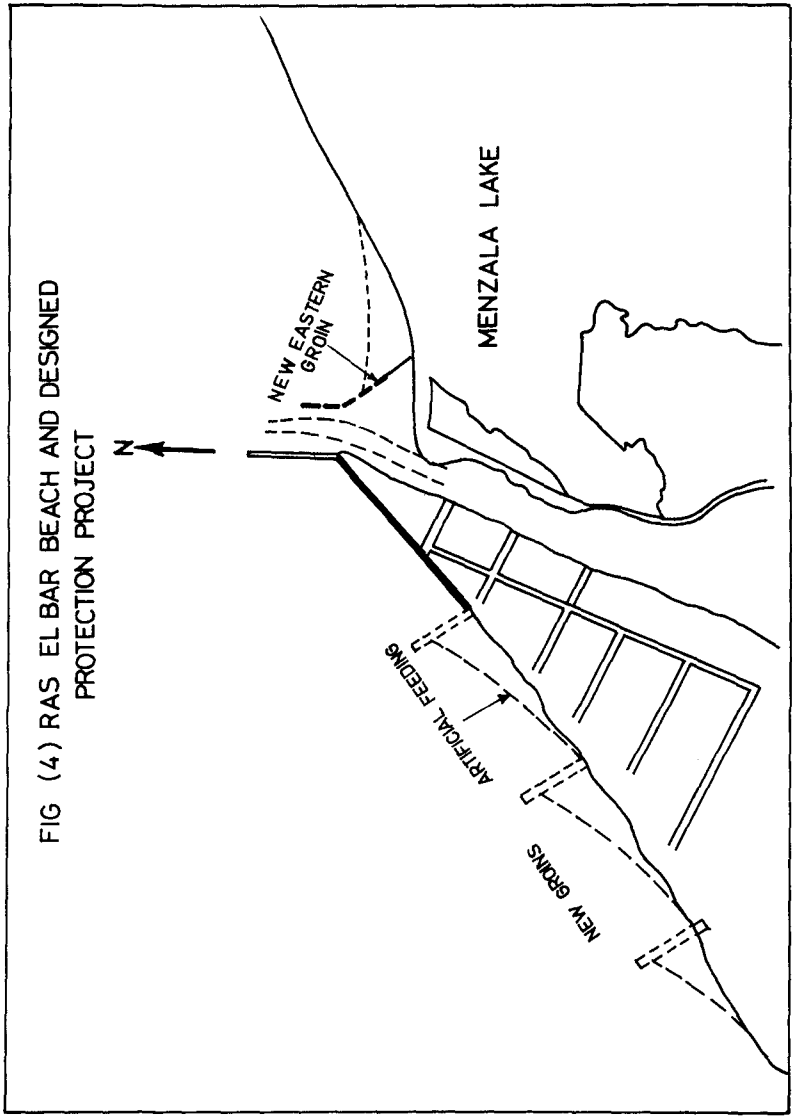 FIG (4) RAS EL BAR BEACH AND DESIGNED
PROTECTION PROJECT
N
NEW EASTERN
GROIN
MENZALA LAKE
ARTIFICIAL FEEDING
NEW GROINS